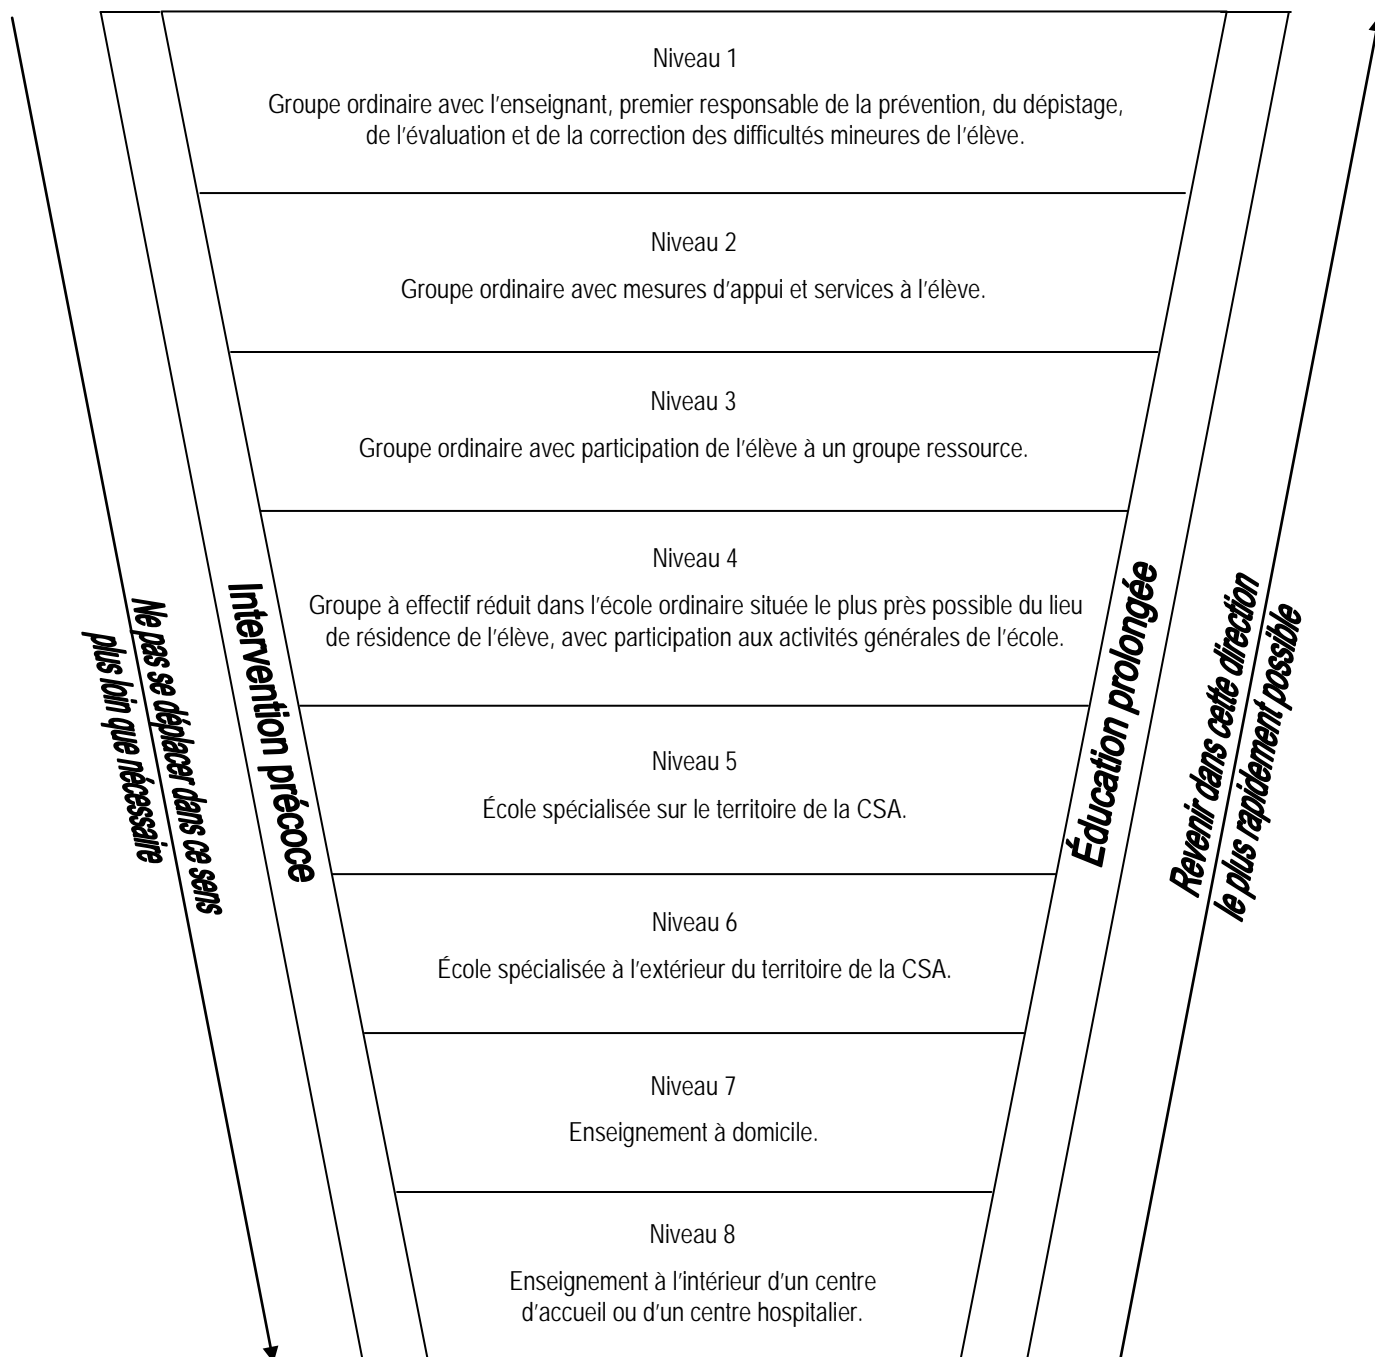 Niveau 1
Groupe ordinaire avec l'enseignant, premier responsable de la prévention, du dépistage,
de l'évaluation et de la correction des difficultés mineures de l'élève.
Niveau 2
Groupe ordinaire avec mesures d'appui et services à l'élève.
Niveau 3
Groupe ordinaire avec participation de l'élève à un groupe ressource.
Niveau 4
Groupe à effectif réduit dans l'école ordinaire située le plus près possible du lieu
de résidence de l'élève, avec participation aux activités générales de l'école.
Niveau 5
École spécialisée sur le territoire de la CSA.
Niveau 6
École spécialisée à l'extérieur du territoire de la CSA.
Niveau 7
Enseignement à domicile.
Niveau 8
Enseignement à l'intérieur d'un centre
d'accueil ou d'un centre hospitalier.
Ne pas se déplacer dans ce sens
plus loin que nécessaire
Intervention précoce
Éducation prolongée
Revenir dans cette direction
le plus rapidement possible